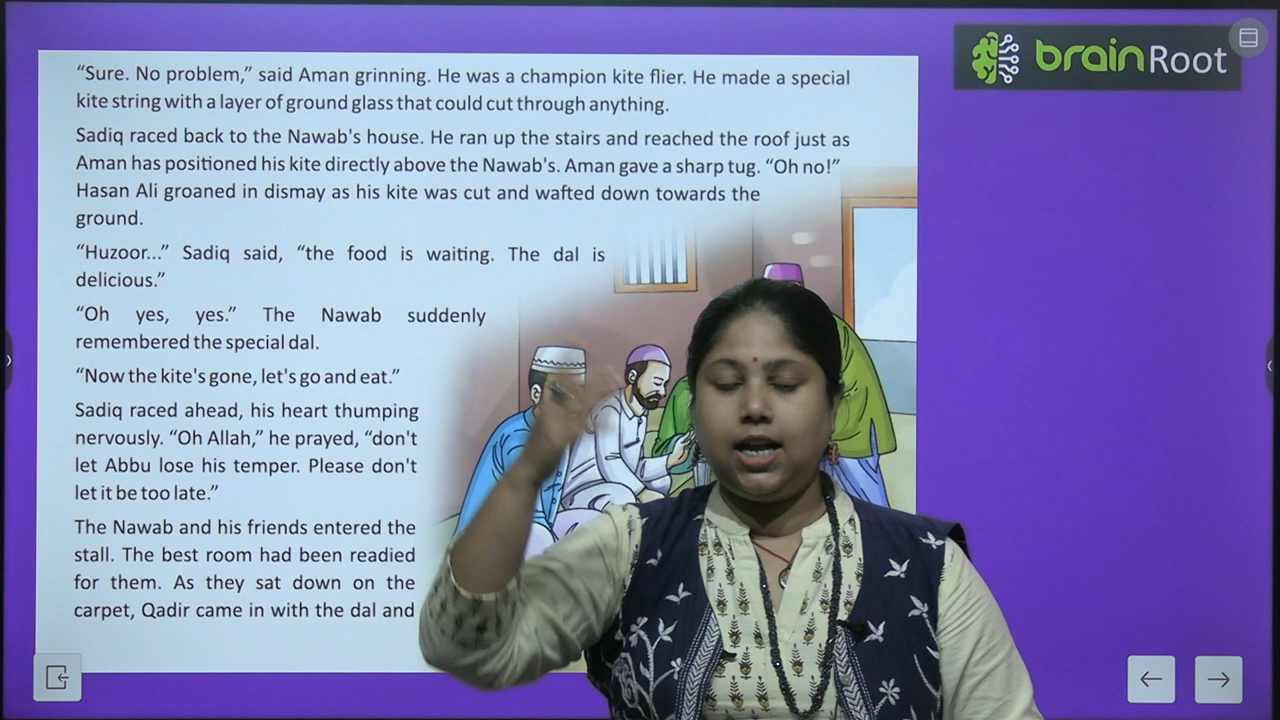 “Sure. No problem,” said Aman grinning. He was a champion kite flier. He made a special
kite string with a layer of ground glass that could cut through anything.
Sadiq raced back to the Nawab's house. He ran up the stairs and reached the roof just as
Aman has positioned his kite directly above the Nawab's. Aman gave a sharp tug. “Oh no!”
Hasan Ali groaned in dismay as his kite was cut and wafted down towards the
ground.
“Huzoor...” Sadiq said, “the food is waiting. The dal is
delicious.”
“Oh yes, yes.” The Nawab suddenly
remembered the special dal.
“Now the kite's gone, let's go and eat.”
Sadiq raced ahead, his heart thumping
nervously. “Oh Allah,” he prayed, “don't
let Abbu lose his temper. Please don't
let it be too late.”
The Nawab and his friends entered the
stall. The best room had been readied
for them. As they sat down on the
carpet, Qadir came in with the dal and
brainRoot